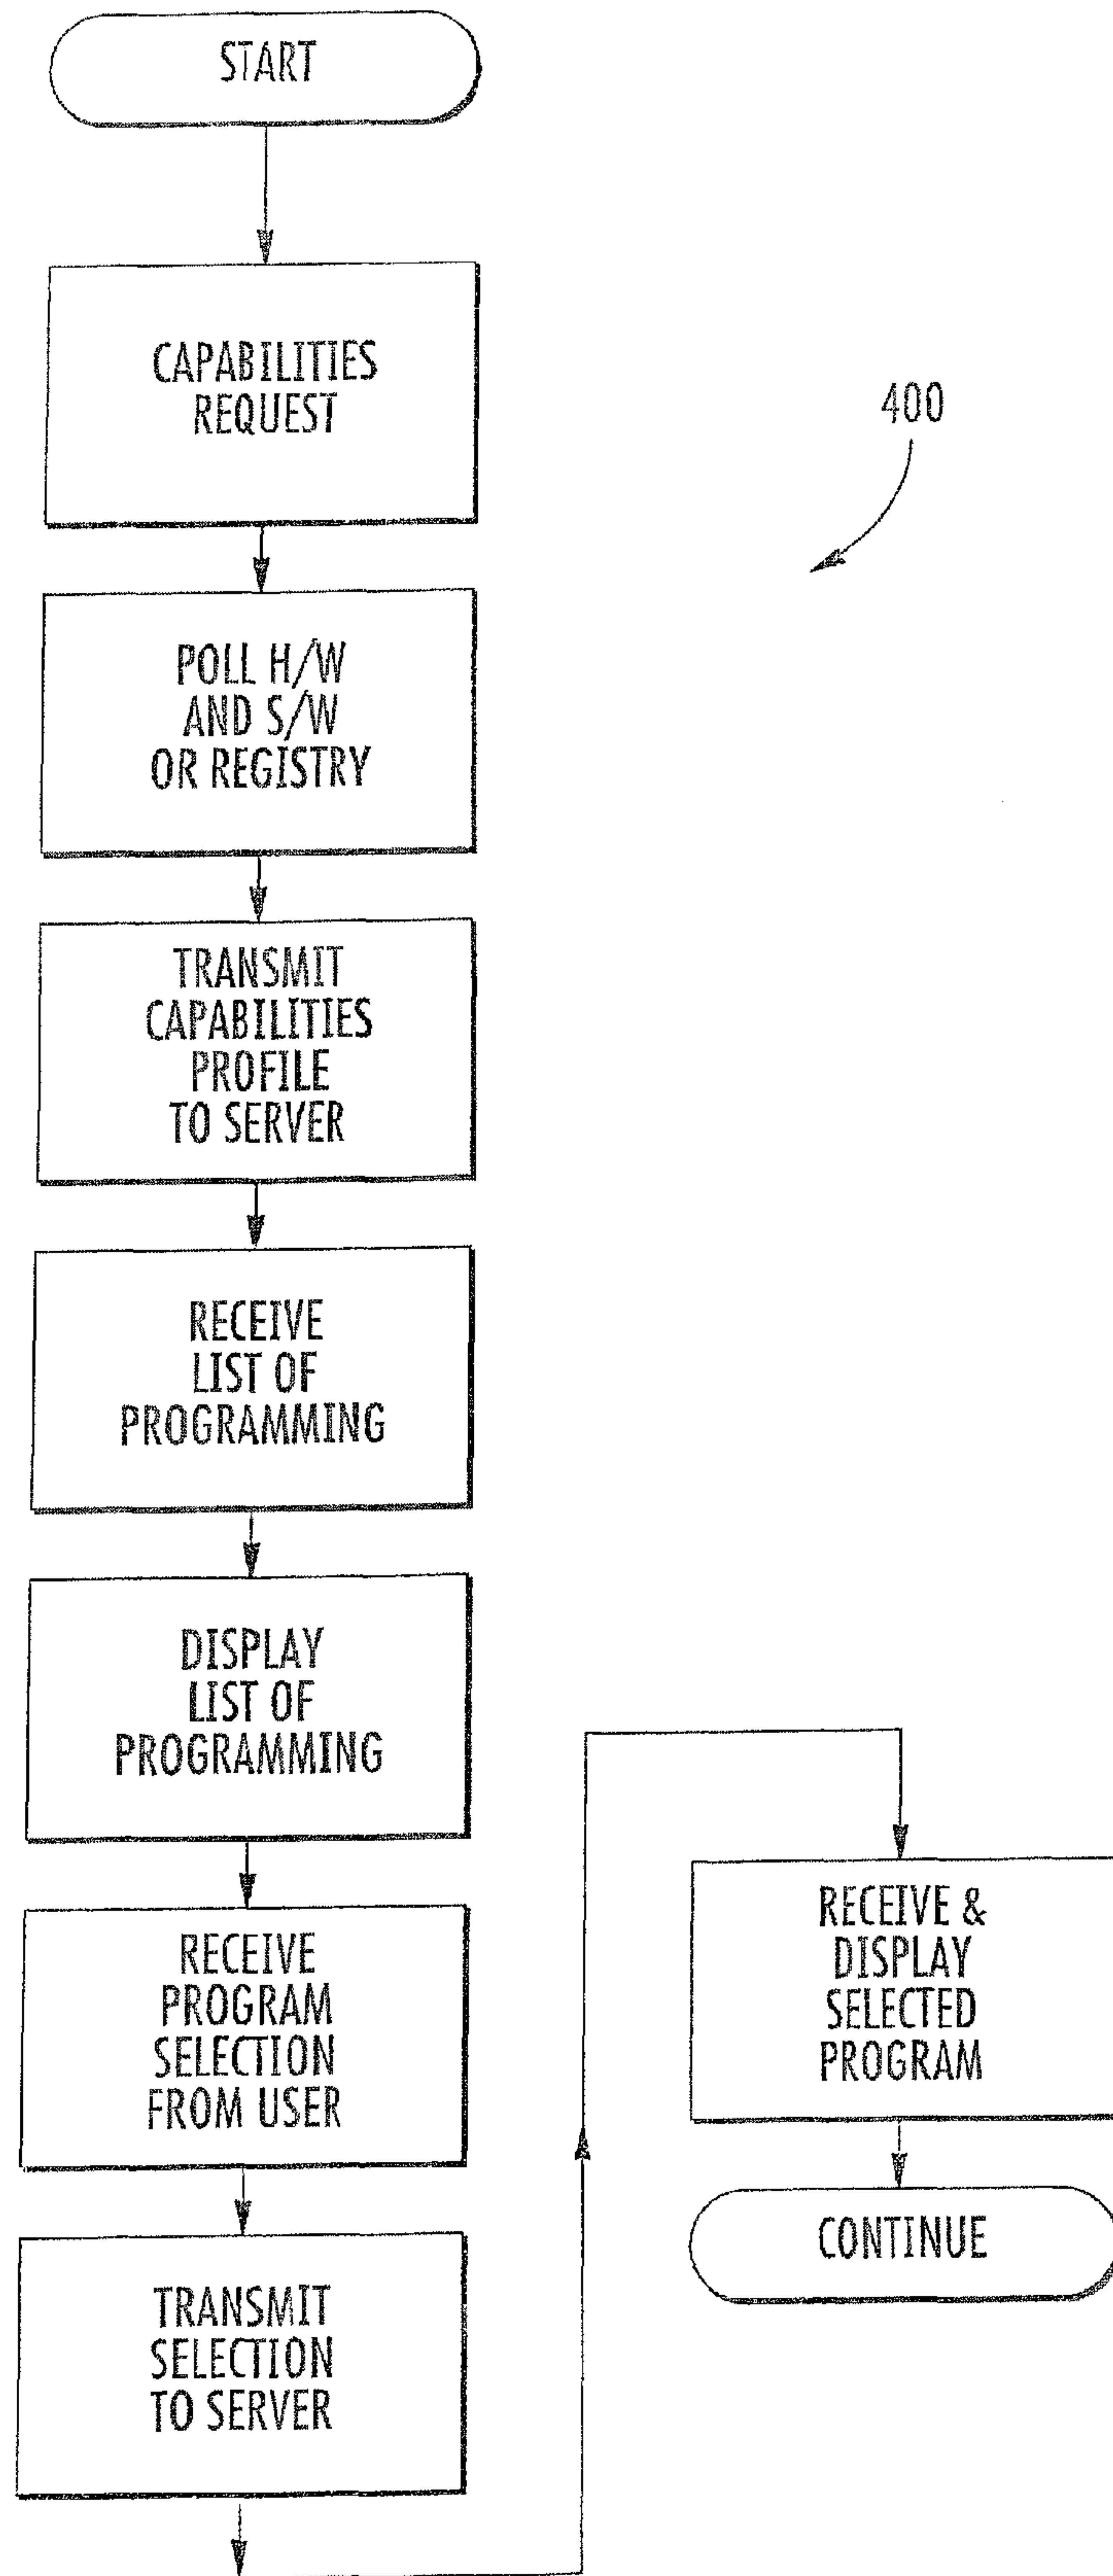 START
CAPABILITIES
REQUEST
400
POLL H/W
AND S/W
OR REGISTRY
TRANSMIT
CAPABILITIES
PROFILE
TO SERVER
RECEIVE
LIST OF
PROGRAMMING
DISPLAY
LIST OF
PROGRAMMING
RECEIVE
PROGRAM
SELECTION
FROM USER
TRANSMIT
SELECTION
TO SERVER
RECEIVE &
DISPLAY
SELECTED
PROGRAM
CONTINUE